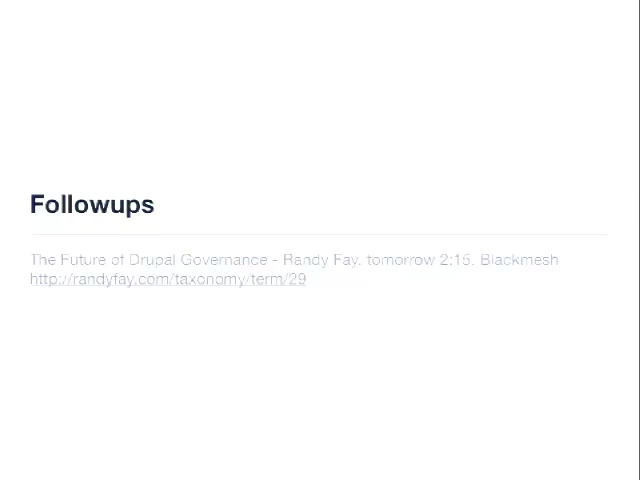 Followups
The Future of Drupal Governance - Randy Fay, tomorrow 2:15, Blackmesh
http://randyfay.com/taxonomy/term/29